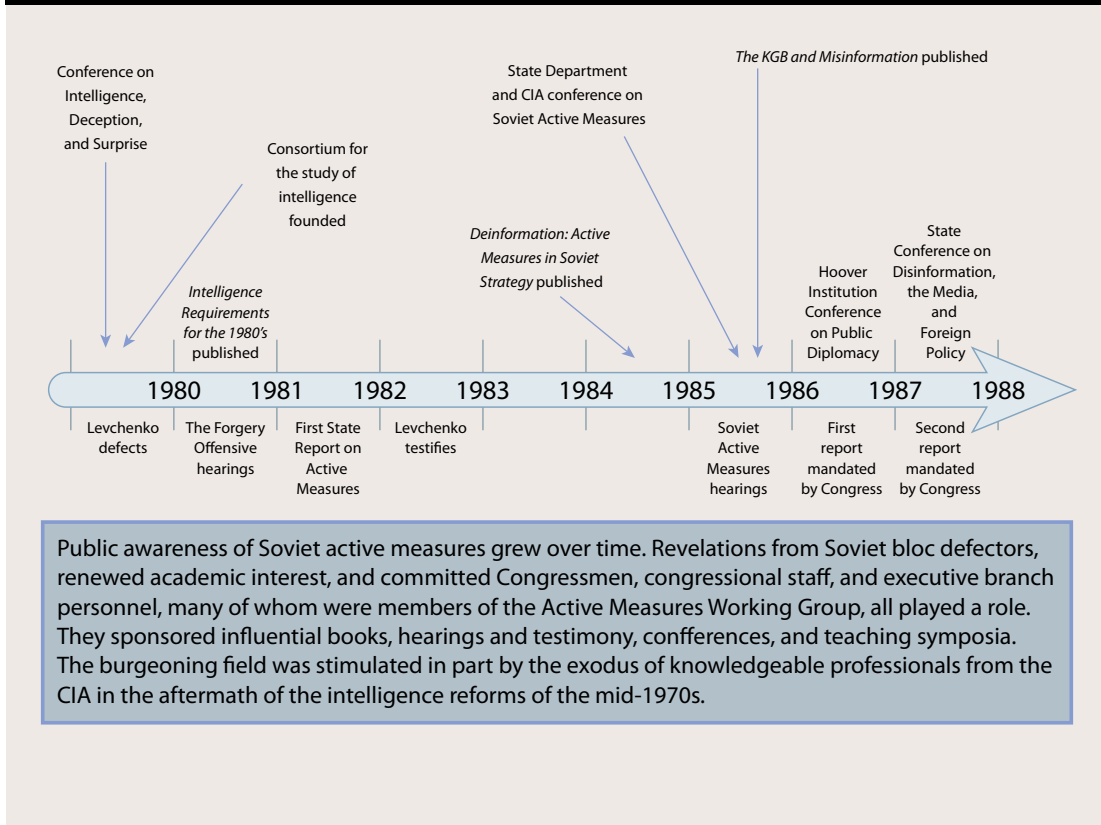 Conference on
Intelligence,
Deception,
and Surprise
Consortium for
the study of
intelligence
founded
Intelligence
Requirements
for the 1980's
published
State Department
and CIA conference on
Soviet Active Measures
Deinformation: Active
Measures in Soviet
Strategy published
The KGB and Misinformation published
Hoover
Institution
Conference
on Public
Diplomacy
State
Conference on
Disinformation,
the Media,
and
Foreign
Policy
1980 1981 1982 1983 1984 1985 1986 1987 1988
Levchenko
defects
The Forgery
Offensive
hearings
First State
Report on
Active
Measures
Levchenko
testifies
Soviet
Active
Measures
hearings
First
report
mandated
by Congress
Second
report
mandated
by Congress
Public awareness of Soviet active measures grew over time. Revelations from Soviet bloc defectors,
renewed academic interest, and committed Congressmen, congressional staff, and executive branch
personnel, many of whom were members of the Active Measures Working Group, all played a role.
They sponsored influential books, hearings and testimony, confferences, and teaching symposia.
The burgeoning field was stimulated in part by the exodus of knowledgeable professionals from the
CIA in the aftermath of the intelligence reforms of the mid-1970s.